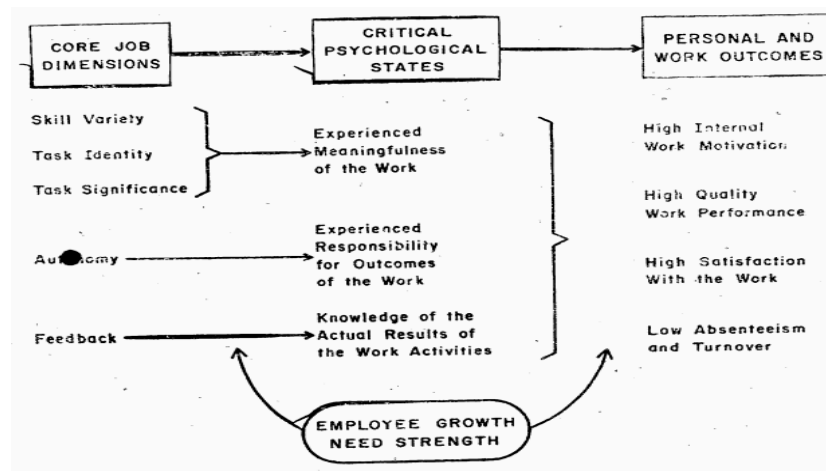 CORE JOB
DIMENSIONS
CRITICAL
PSYCHOLOGICAL
STATES
PERSONAL AND
WORK OUTCOMES
Skill Variety
Task Identity
Task Significance
Experienced
Meaningfulness
of the Work
High Internal
Work Motivation
High Quality
Work Performance
Autonomy
Experienced
Responsibility
for Outcomes
of the Work
High Satisfaction
With the Work
Feedback
Knowledge of the
Actual Results of
the Work Activities
Low Absenteeism
and Turnover
EMPLOYEE GROWTH
NEED STRENGTH